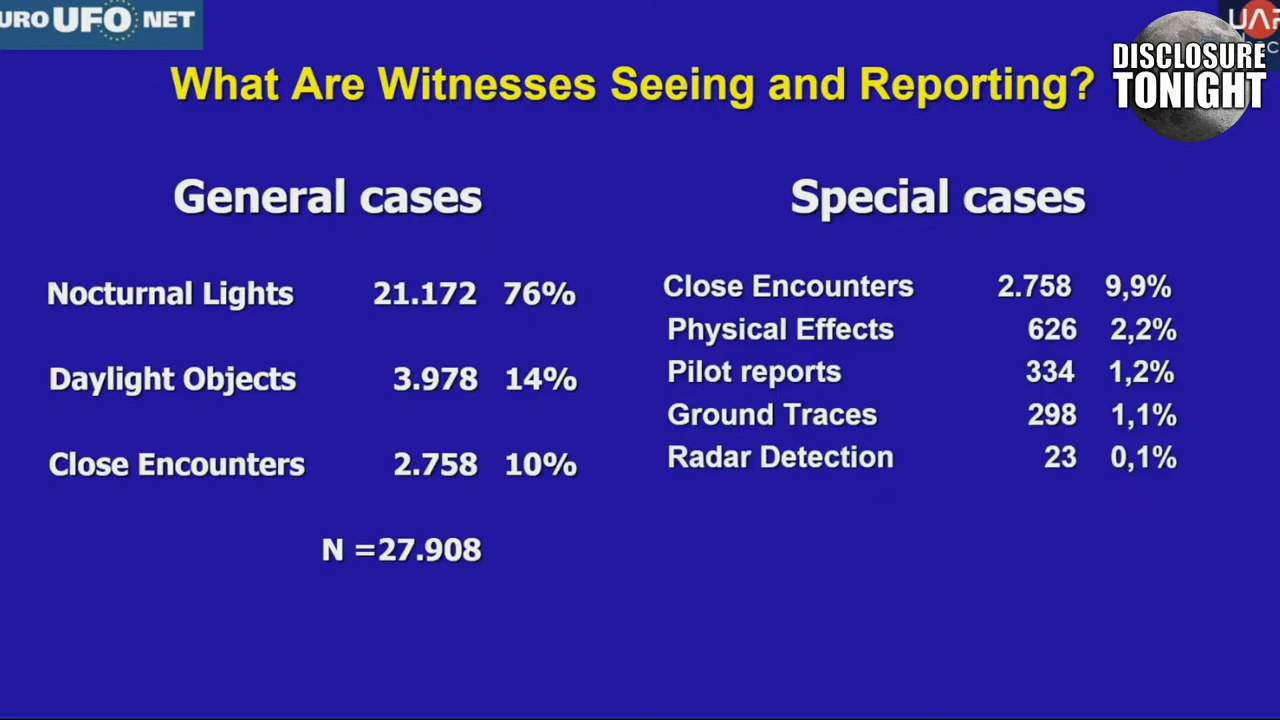 URO UFO NET
UAP
DISCLOSURE
TONIGHT
What Are Witnesses Seeing and Reporting?
General cases
Nocturnal Lights 21.172 76%
Daylight Objects 3.978 14%
Close Encounters 2.758 10%
N =27.908
Special cases
Close Encounters 2.758 9,9%
Physical Effects 626 2,2%
Pilot reports 334 1,2%
Ground Traces 298 1,1%
Radar Detection 23 0,1%